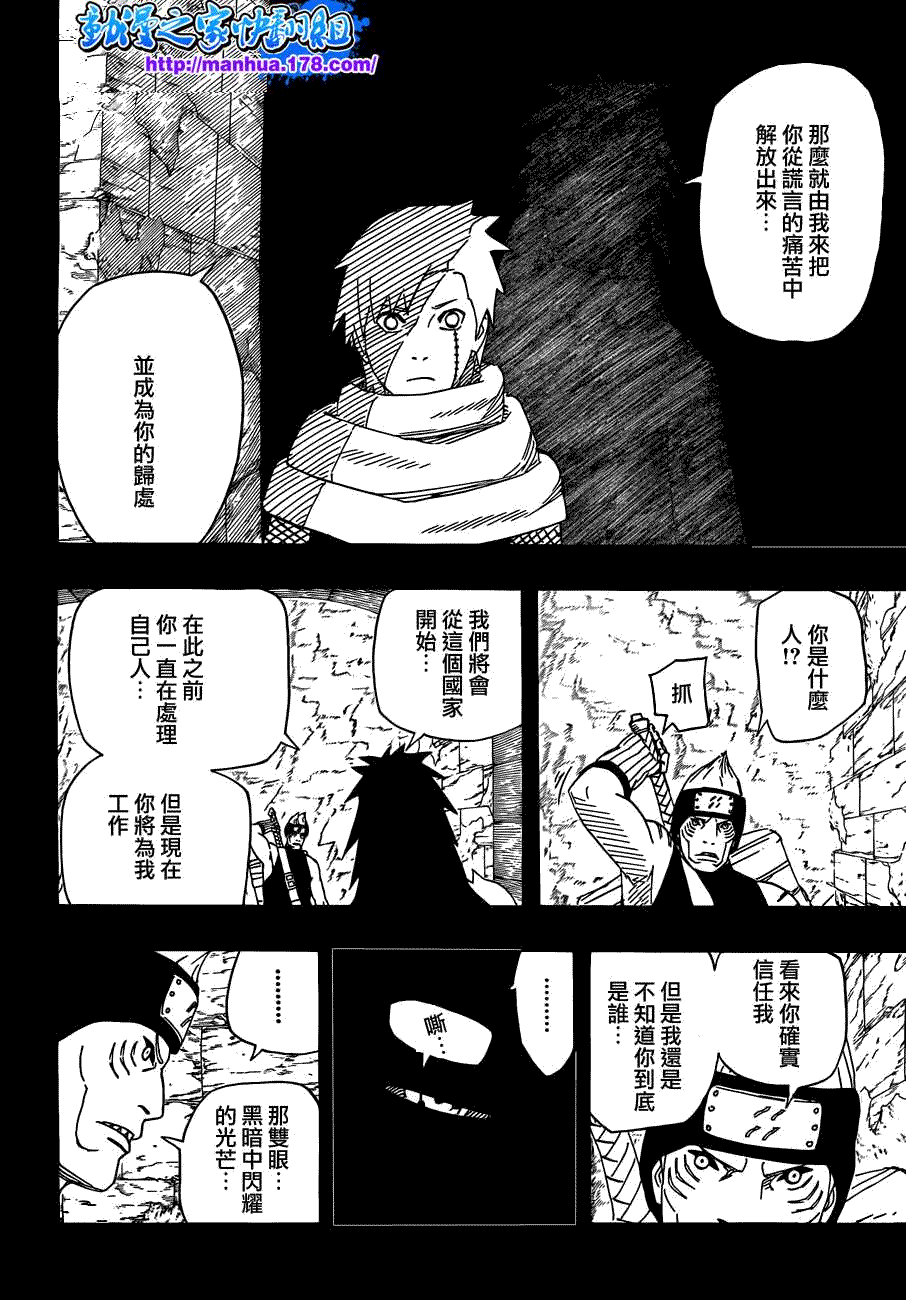 動漫之家快翻組
http://manhua.178.com/
那麼就由我來把
你從謊言的痛苦中
解放出來…
並成為你的歸處
你是什麼
人!?
抓
我們將會
從這個國家
開始…
在此之前
你一直在處理
自己人…
但是現在
你將為我
工作
看來你確實
信任我
但是我還是
不知道你到底
是誰…
………
嘶…
………
那雙眼…
黑暗中閃耀
的光芒…